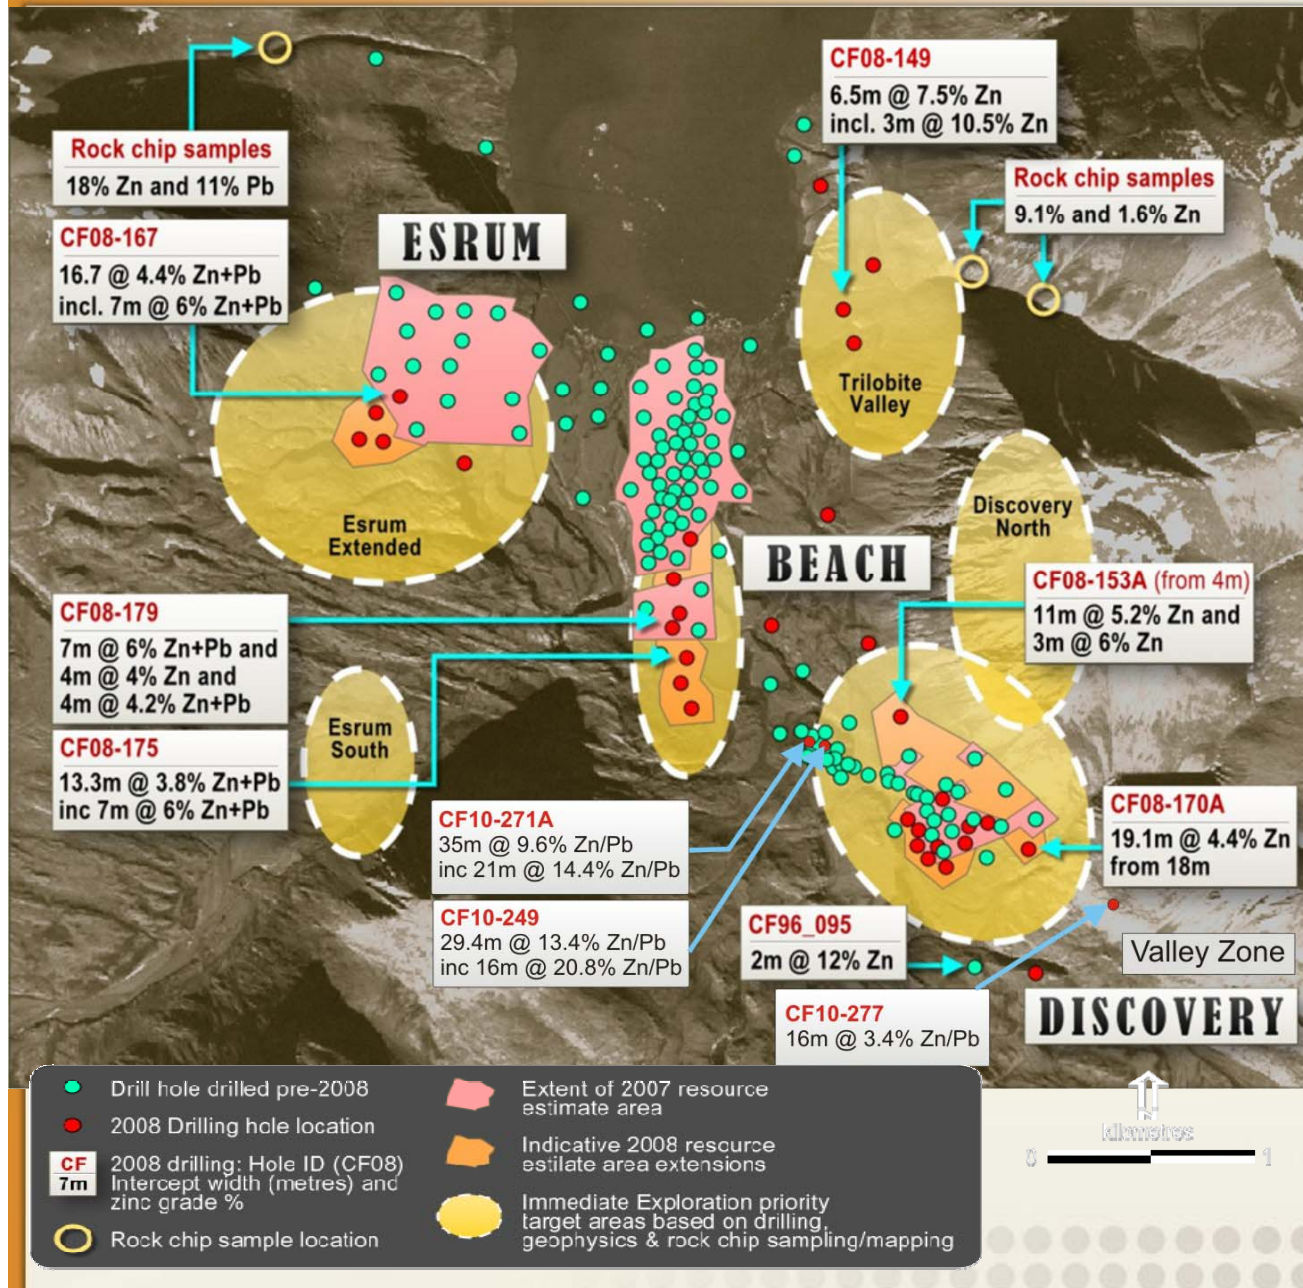 Rock chip samples
18% Zn and 11% Pb
CF08-167
16.7 @ 4.4% Zn+Pb
incl. 7m @ 6% Zn+Pb
ESRUM
CF08-149
6.5m @ 7.5% Zn
incl. 3m @ 10.5% Zn
Rock chip samples
9.1% and 1.6% Zn
Trilobite
Valley
Esrum
Extended
Discovery
North
BEACH
CF08-153A (from 4m)
11m @ 5.2% Zn and
3m @ 6% Zn
CF08-179
7m @ 6% Zn+Pb and
4m @ 4% Zn and
4m @ 4.2% Zn+Pb
CF08-175
13.3m @ 3.8% Zn+Pb
inc 7m @ 6% Zn+Pb
Esrum
South
CF10-271A
35m @ 9.6% Zn/Pb
inc 21m @ 14.4% Zn/Pb
CF10-249
29.4m @ 13.4% Zn/Pb
inc 16m @ 20.8% Zn/Pb
CF08-170A
19.1m @ 4.4% Zn
from 18m
CF96_095
2m @ 12% Zn
Valley Zone
CF10-277
16m @ 3.4% Zn/Pb
DISCOVERY
Drill hole drilled pre-2008
2008 Drilling hole location
CF
7m
2008 drilling: Hole ID (CF08)
Intercept width (metres) and
zinc grade %
Rock chip sample location
Extent of 2007 resource
estimate area
Indicative 2008 resource
estilate area extensions
Immediate Exploration priority
target areas based on drilling,
geophysics & rock chip sampling/mapping
N
kilometres
0 1